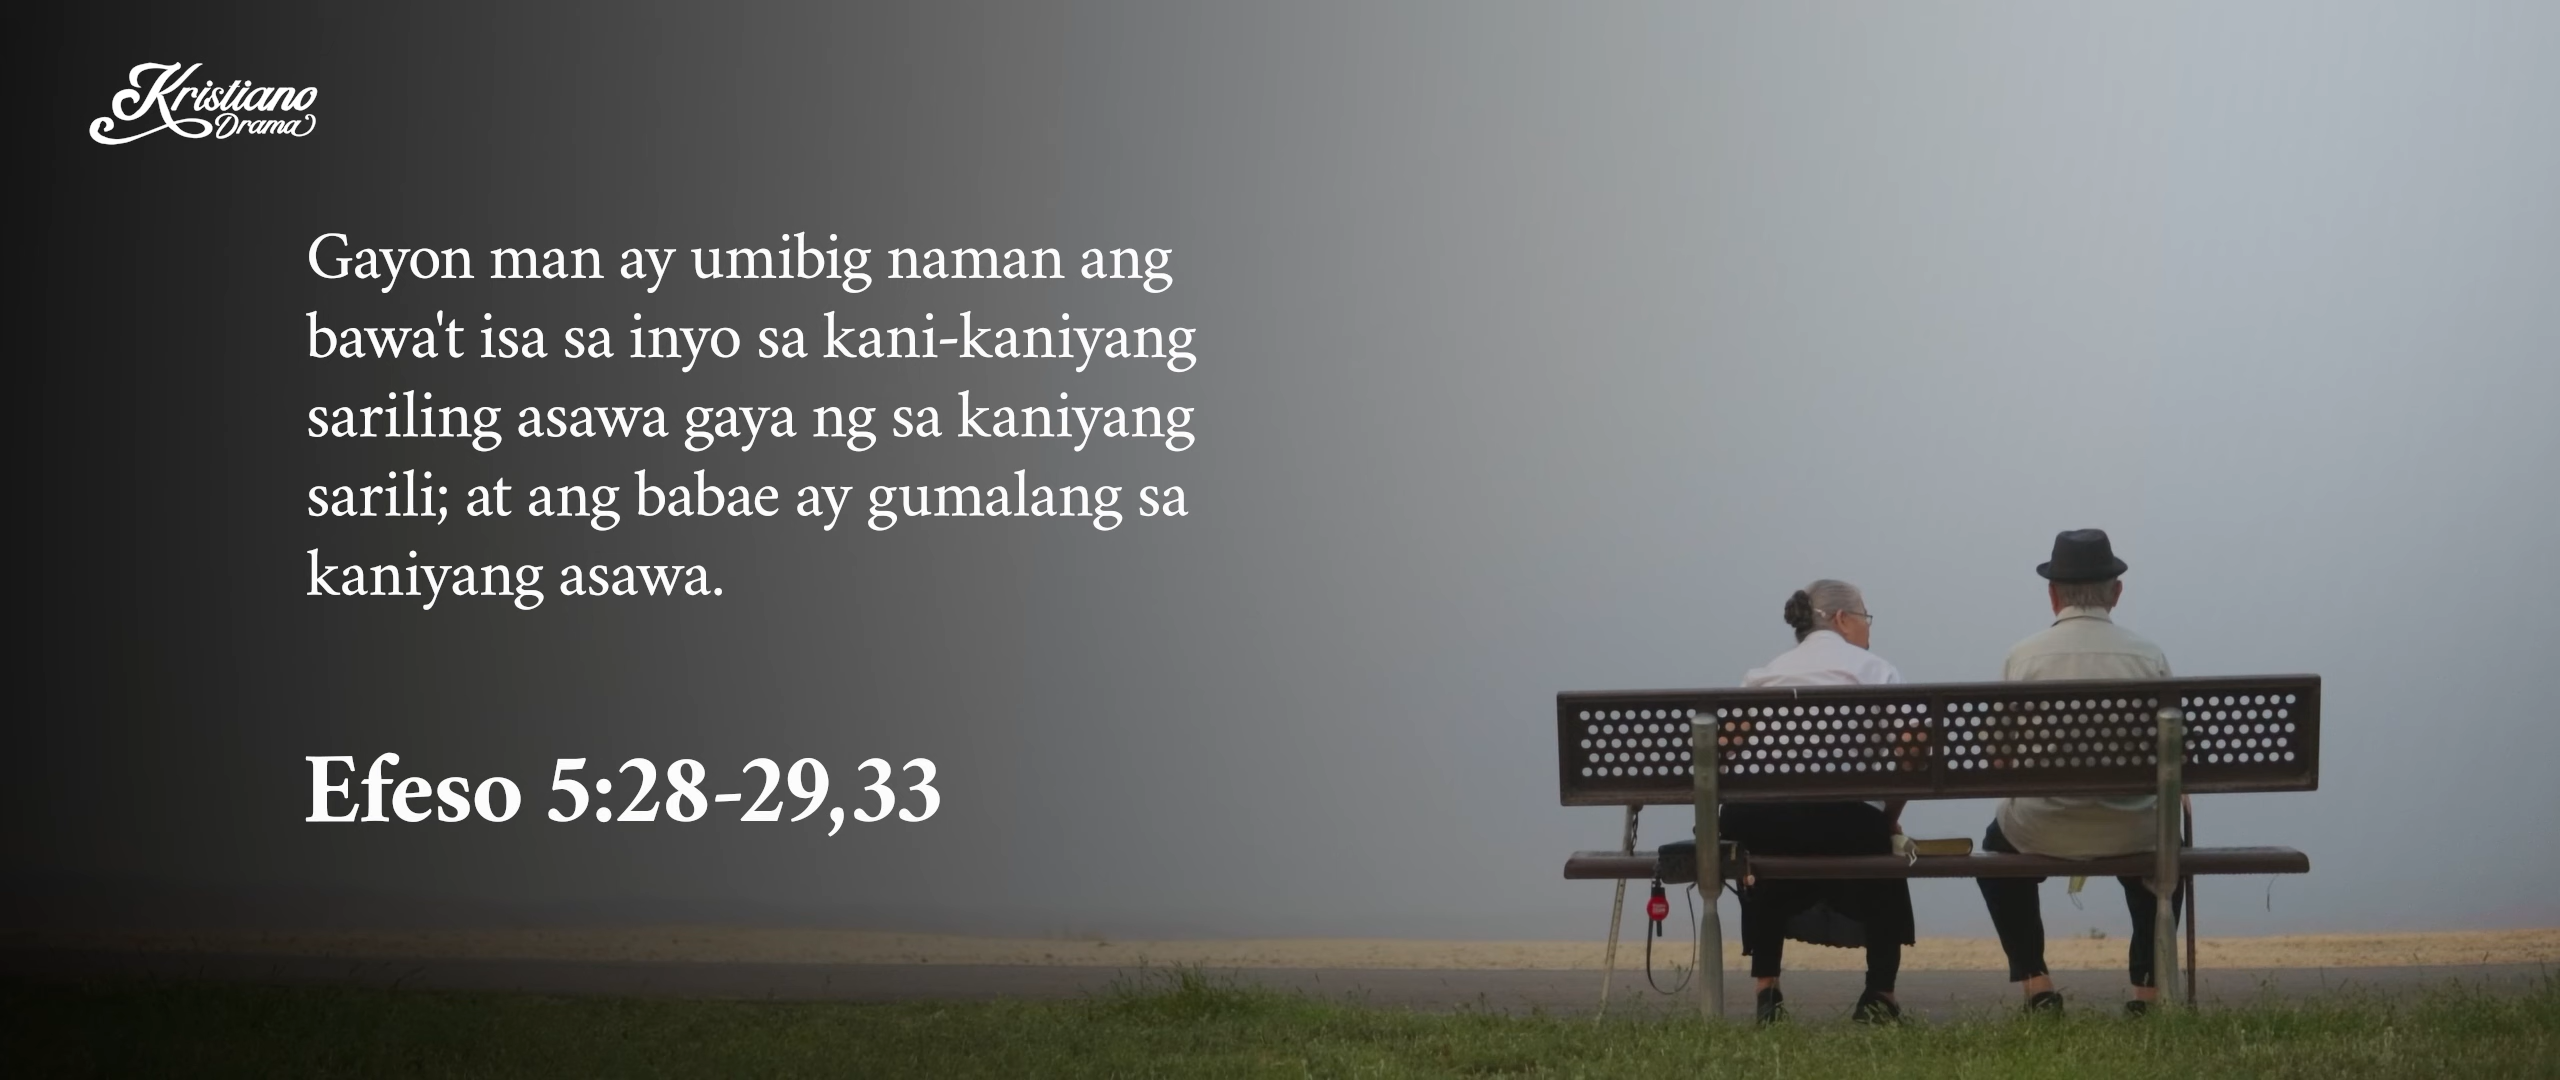 Kristiano
Drama
Gayon man ay umibig naman ang
bawa't isa sa inyo sa kani-kaniyang
sariling asawa gaya ng sa kaniyang
sarili; at ang babae ay gumalang sa
kaniyang asawa.
Efeso 5:28-29,33